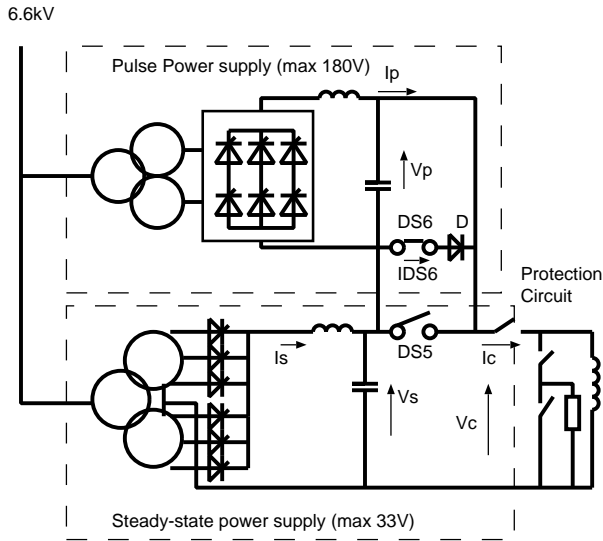 6.6kV
Pulse Power supply (max 180V)
Ip
Vp
DS6
D
IDS6
Protection
Circuit
Is
DS5
Ic
Vs
Vc
Steady-state power supply (max 33V)